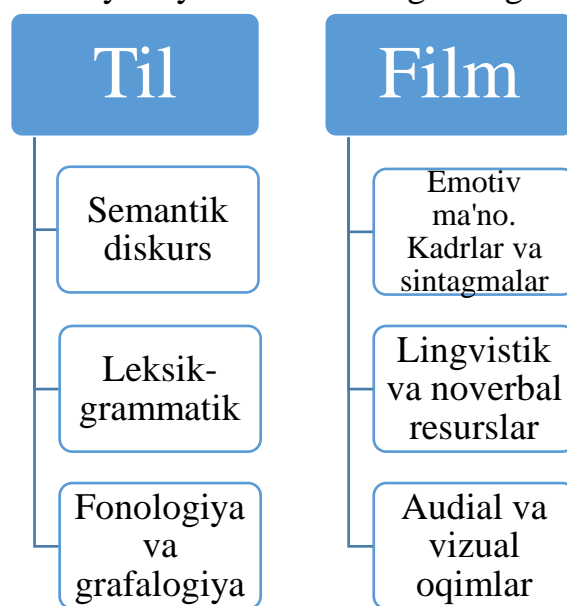 Til
Semantik
diskurs
Leksik-
grammatik
Fonologiya
va
grafalogiya
Film
Emotiv
ma'no.
Kadrlar va
sintagmalar
Lingvistik
va noverbal
resurslar
Audial va
vizual
oqimlar